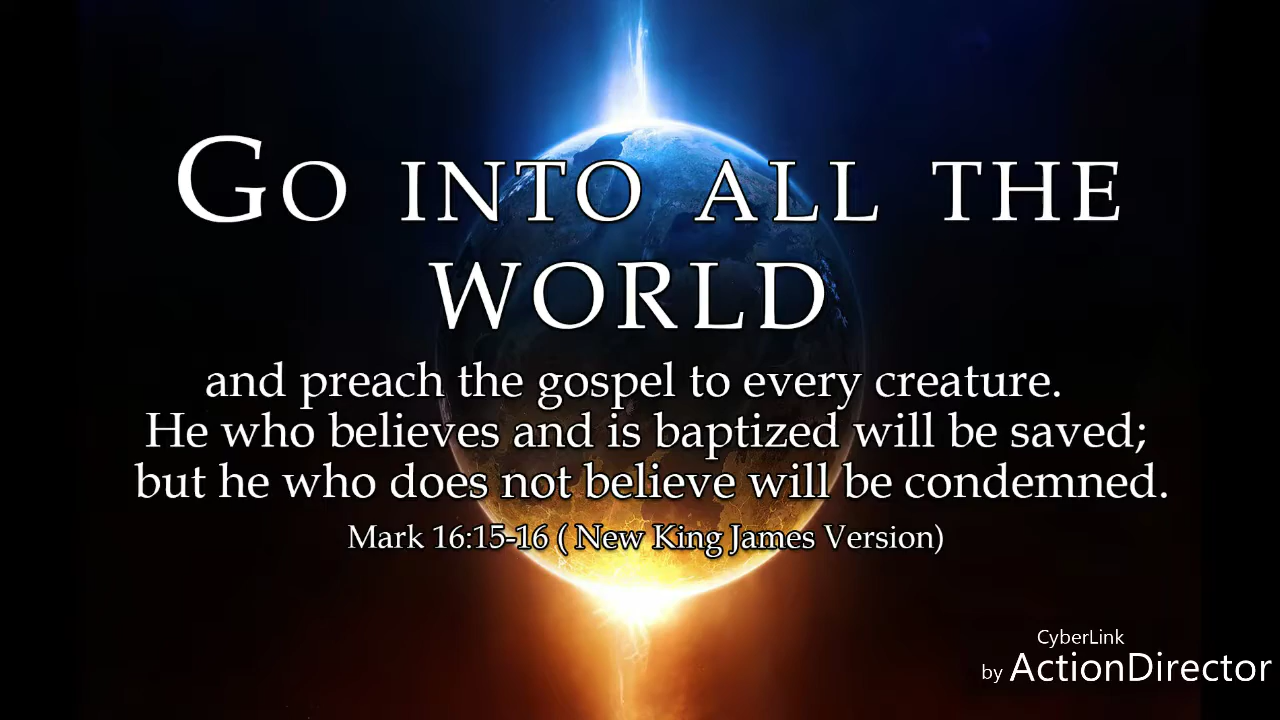 Go into all the
world
and preach the gospel to every creature.
He who believes and is baptized will be saved;
but he who does not believe will be condemned.
Mark 16:15-16 ( New King James Version)
CyberLink
by ActionDirector